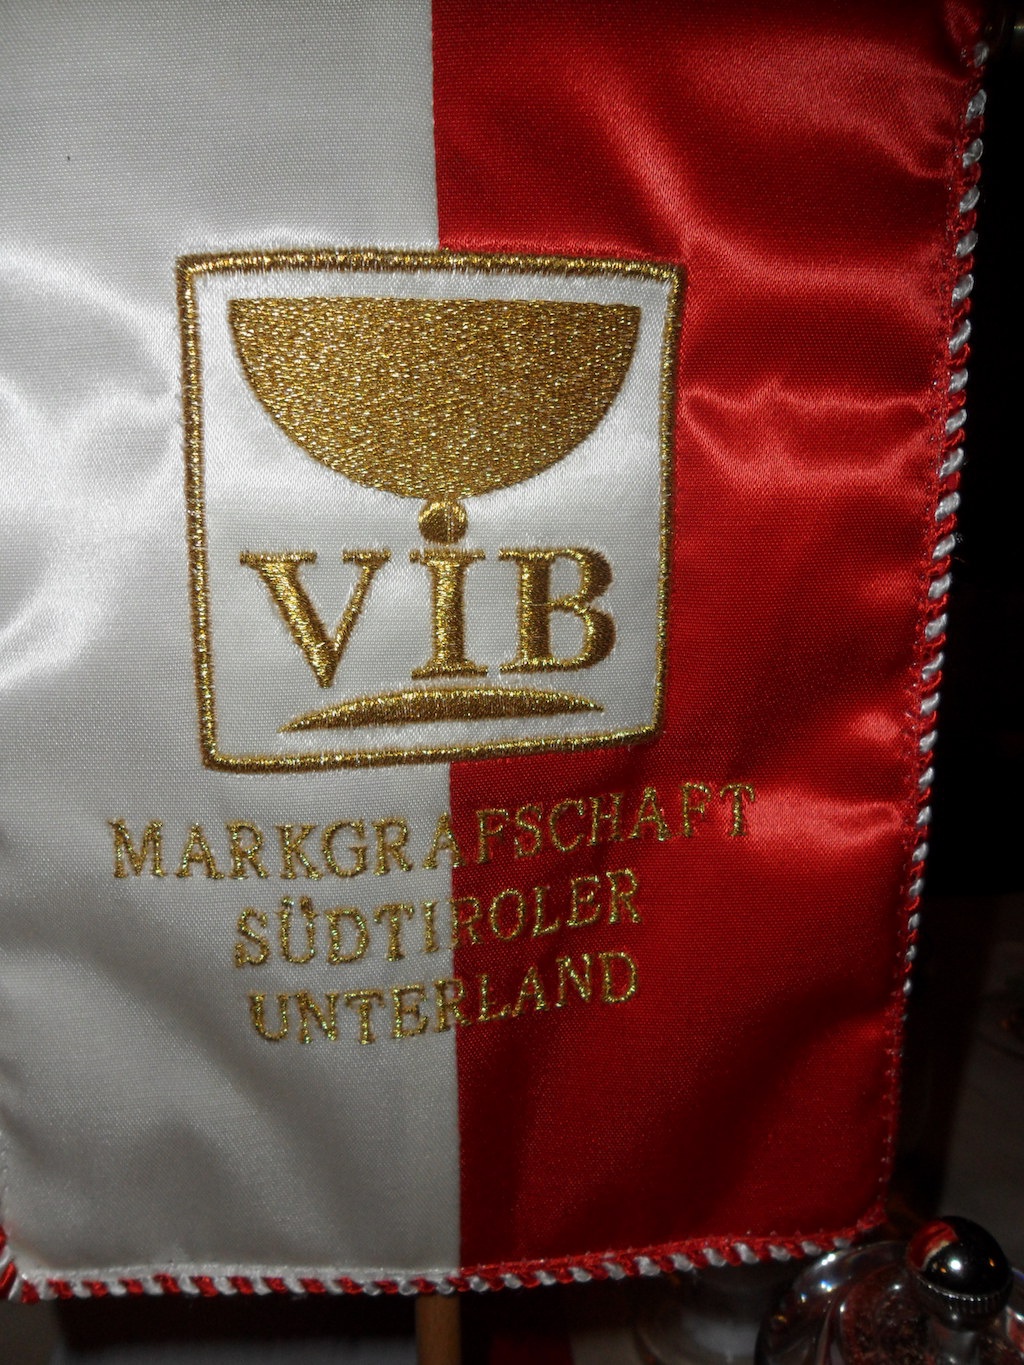 ViB
MARKGRAFSCHAFT
SÜDTIROLER
UNTERLAND